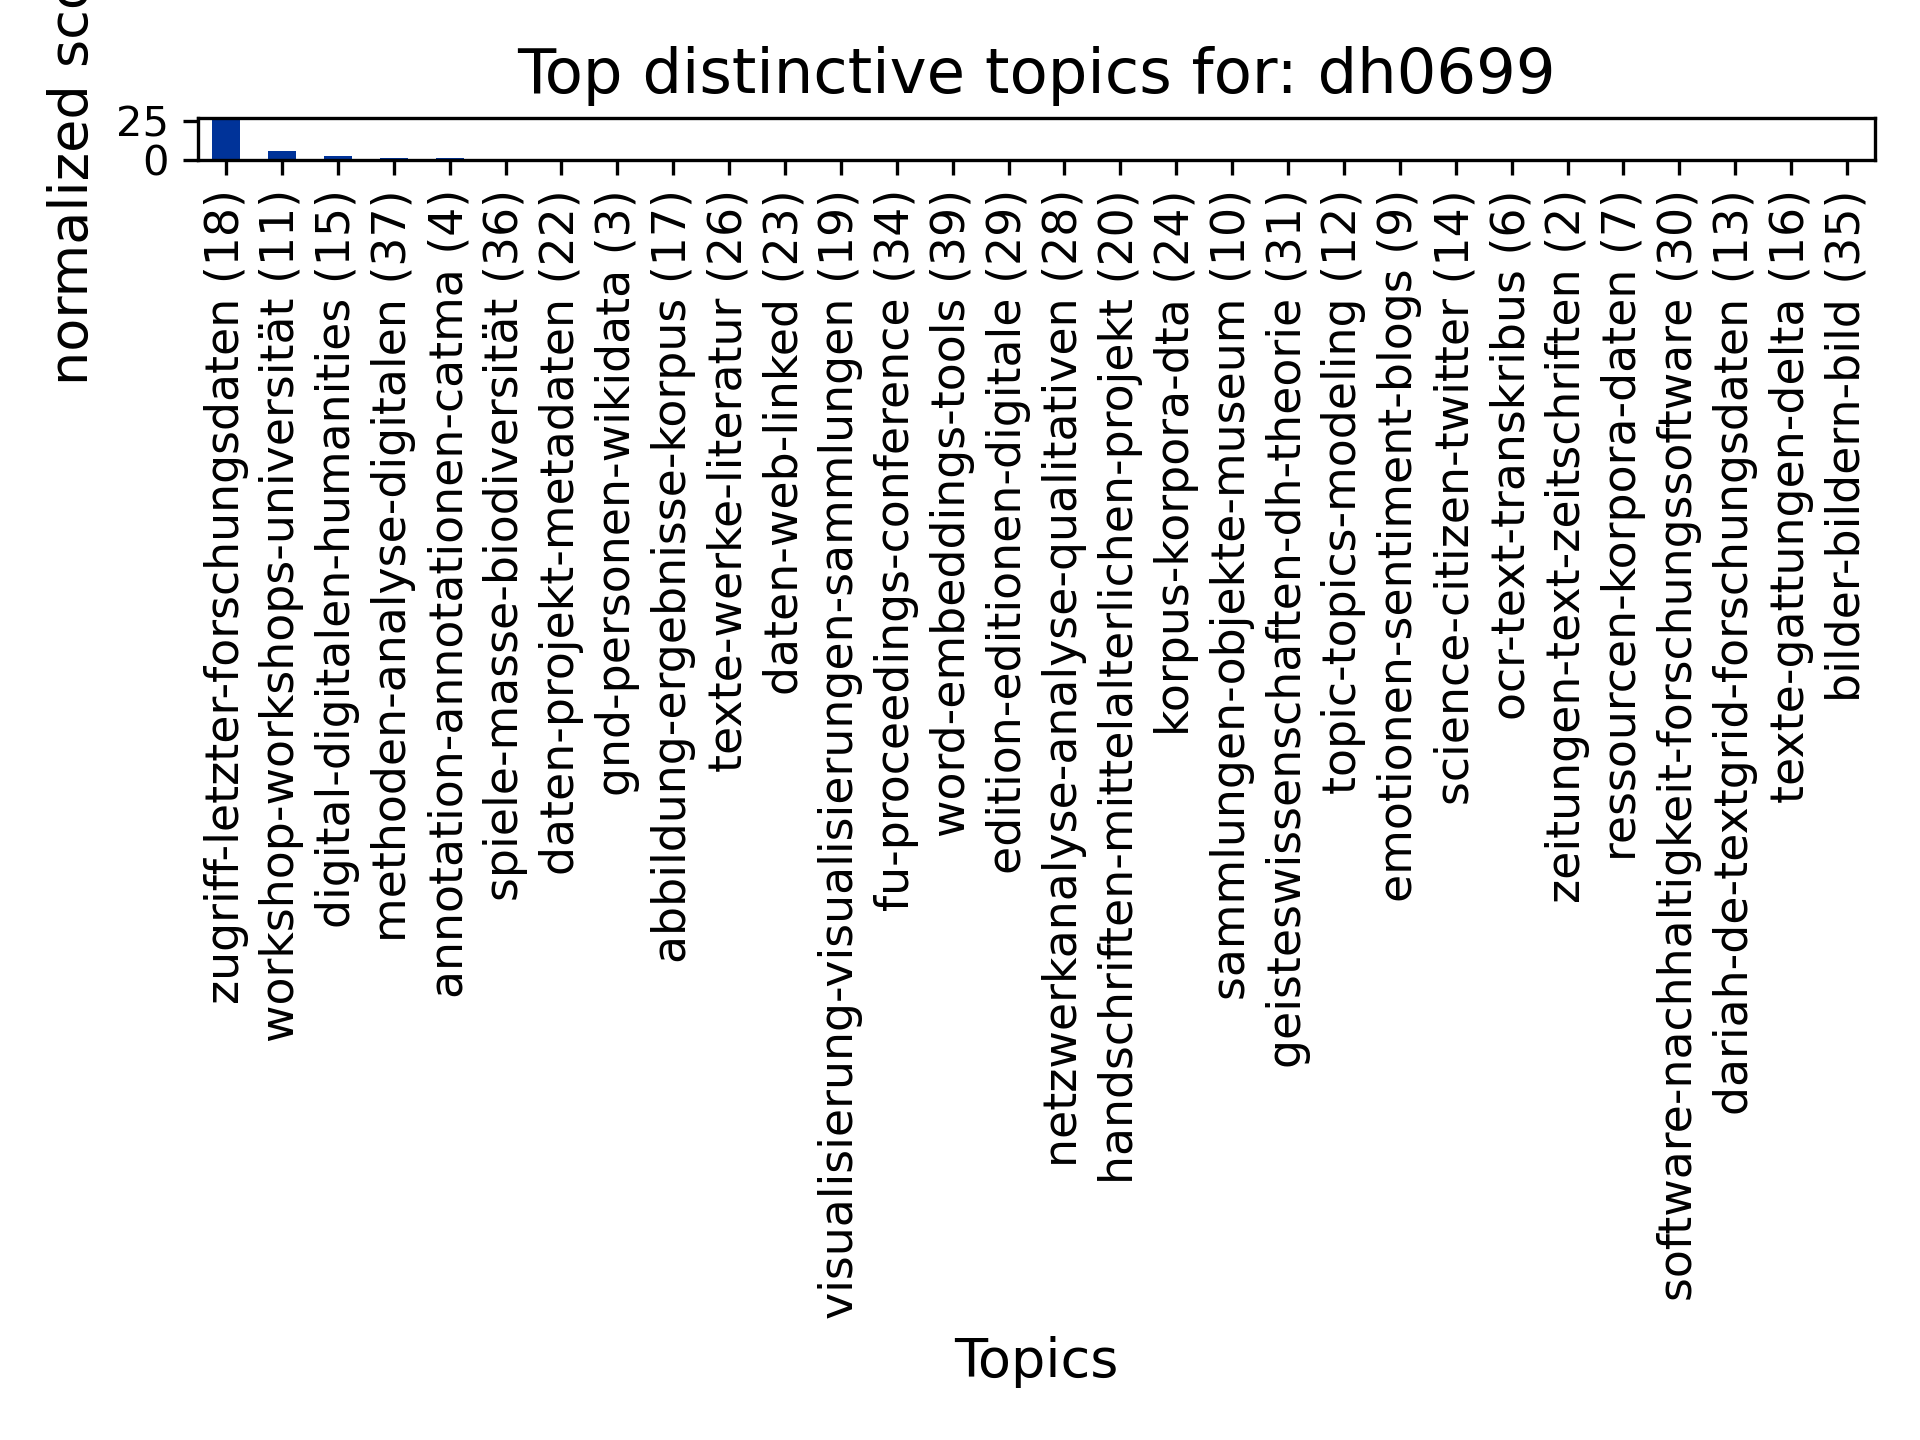 Top distinctive topics for: dh0699
normalized sco
25
0
zugriff-letzter-forschungsdaten (18)
workshop-workshops-universität (11)
digital-digitalen-humanities (15)
methoden-analyse-digitalen (37)
annotation-annotationen-catma (4)
spiele-masse-biodiversität (36)
daten-projekt-metadaten (22)
gnd-personen-wikidata (3)
abbildung-ergebnisse-korpus (17)
texte-werke-literatur (26)
daten-web-linked (23)
visualisierung-visualisierungen-sammlungen (19)
fu-proceedings-conference (34)
word-embeddings-tools (39)
edition-editionen-digitale (29)
netzwerkanalyse-analyse-qualitativen (28)
handschriften-mittelalterlichen-projekt (20)
korpus-korpora-dta (24)
sammlungen-objekte-museum (10)
geisteswissenschaften-dh-theorie (31)
topic-topics-modeling (12)
emotionen-sentiment-blogs (9)
science-citizen-twitter (14)
ocr-text-transkribus (6)
zeitungen-text-zeitschriften (2)
ressourcen-korpora-daten (7)
software-nachhaltigkeit-forschungssoftware (30)
dariah-de-textgrid-forschungsdaten (13)
texte-gattungen-delta (16)
bilder-bildern-bild (35)
Topics